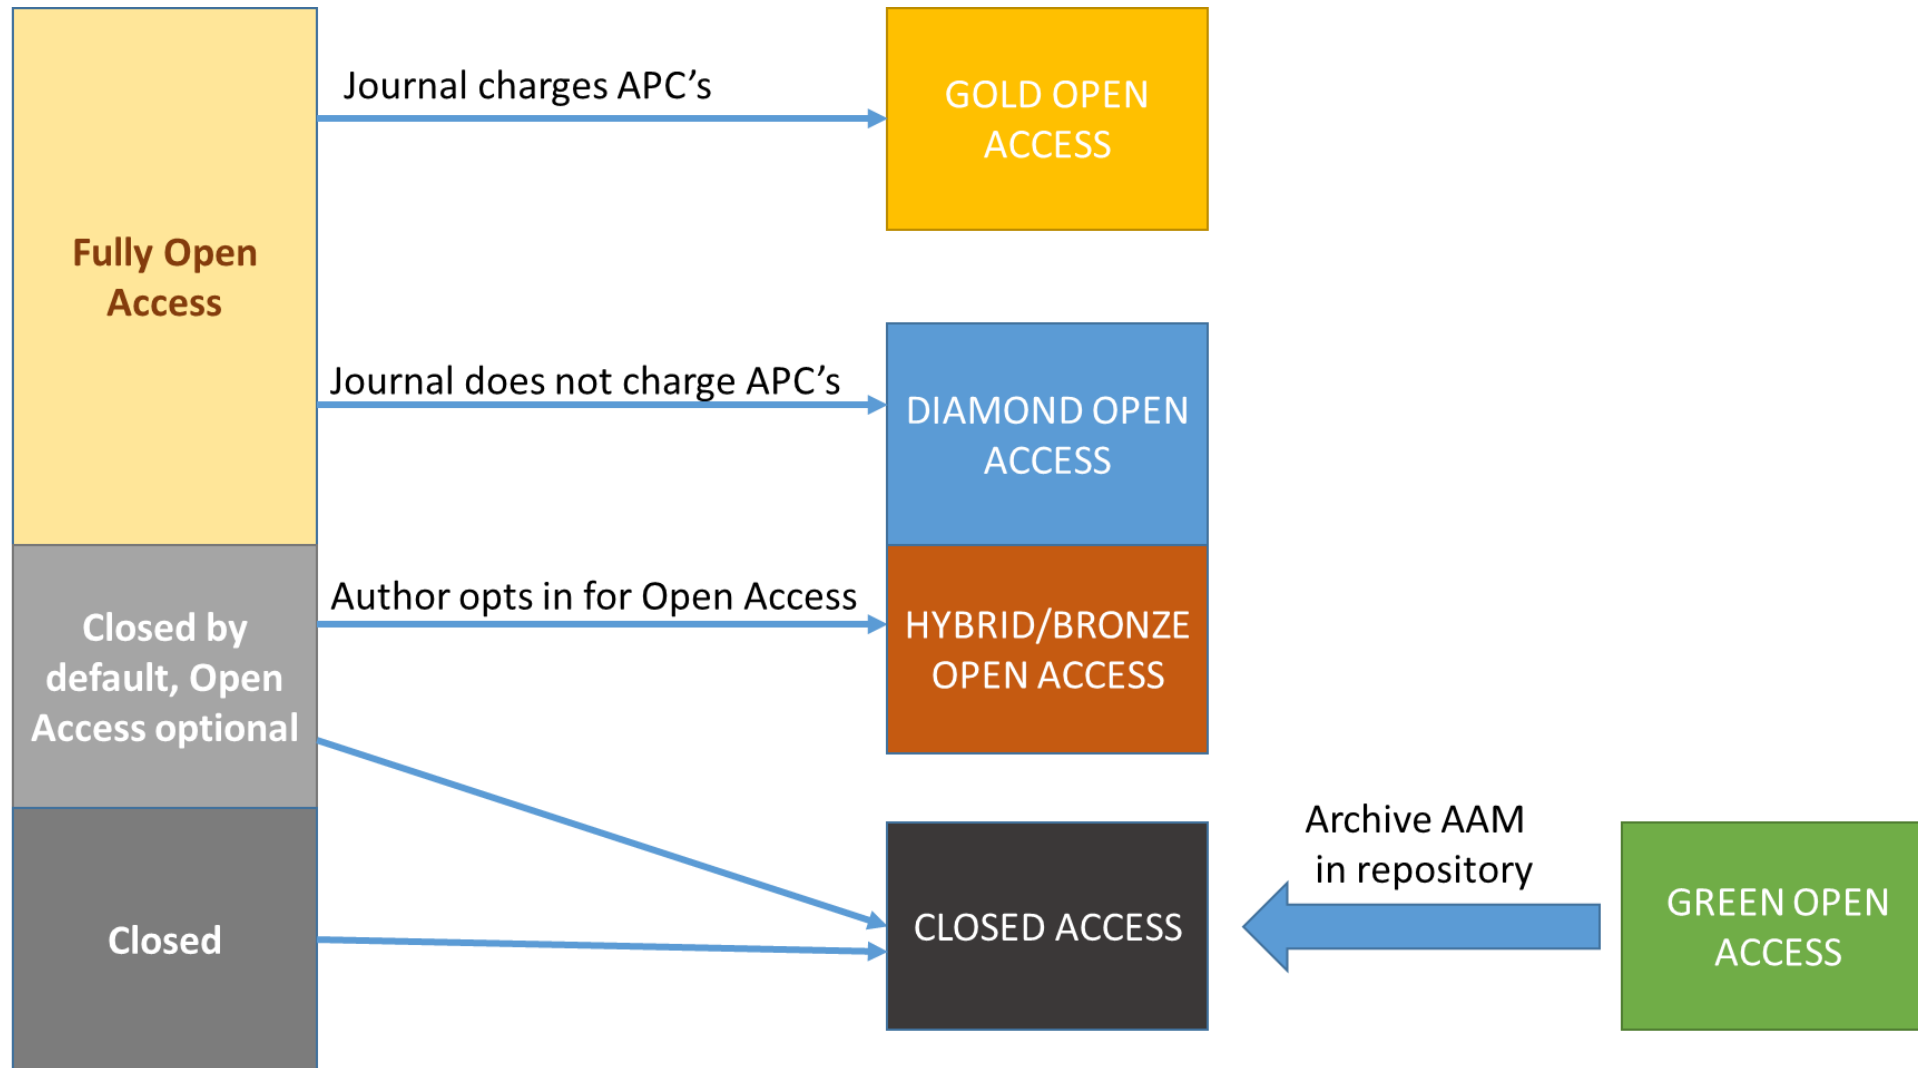 Journal charges APC’s
GOLD OPEN
ACCESS
Fully Open
Access
Journal does not charge APC’s
DIAMOND OPEN
ACCESS
Author opts in for Open Access
HYBRID/BRONZE
OPEN ACCESS
Closed by
default, Open
Access optional
Archive AAM
in repository
Closed
CLOSED ACCESS
GREEN OPEN
ACCESS